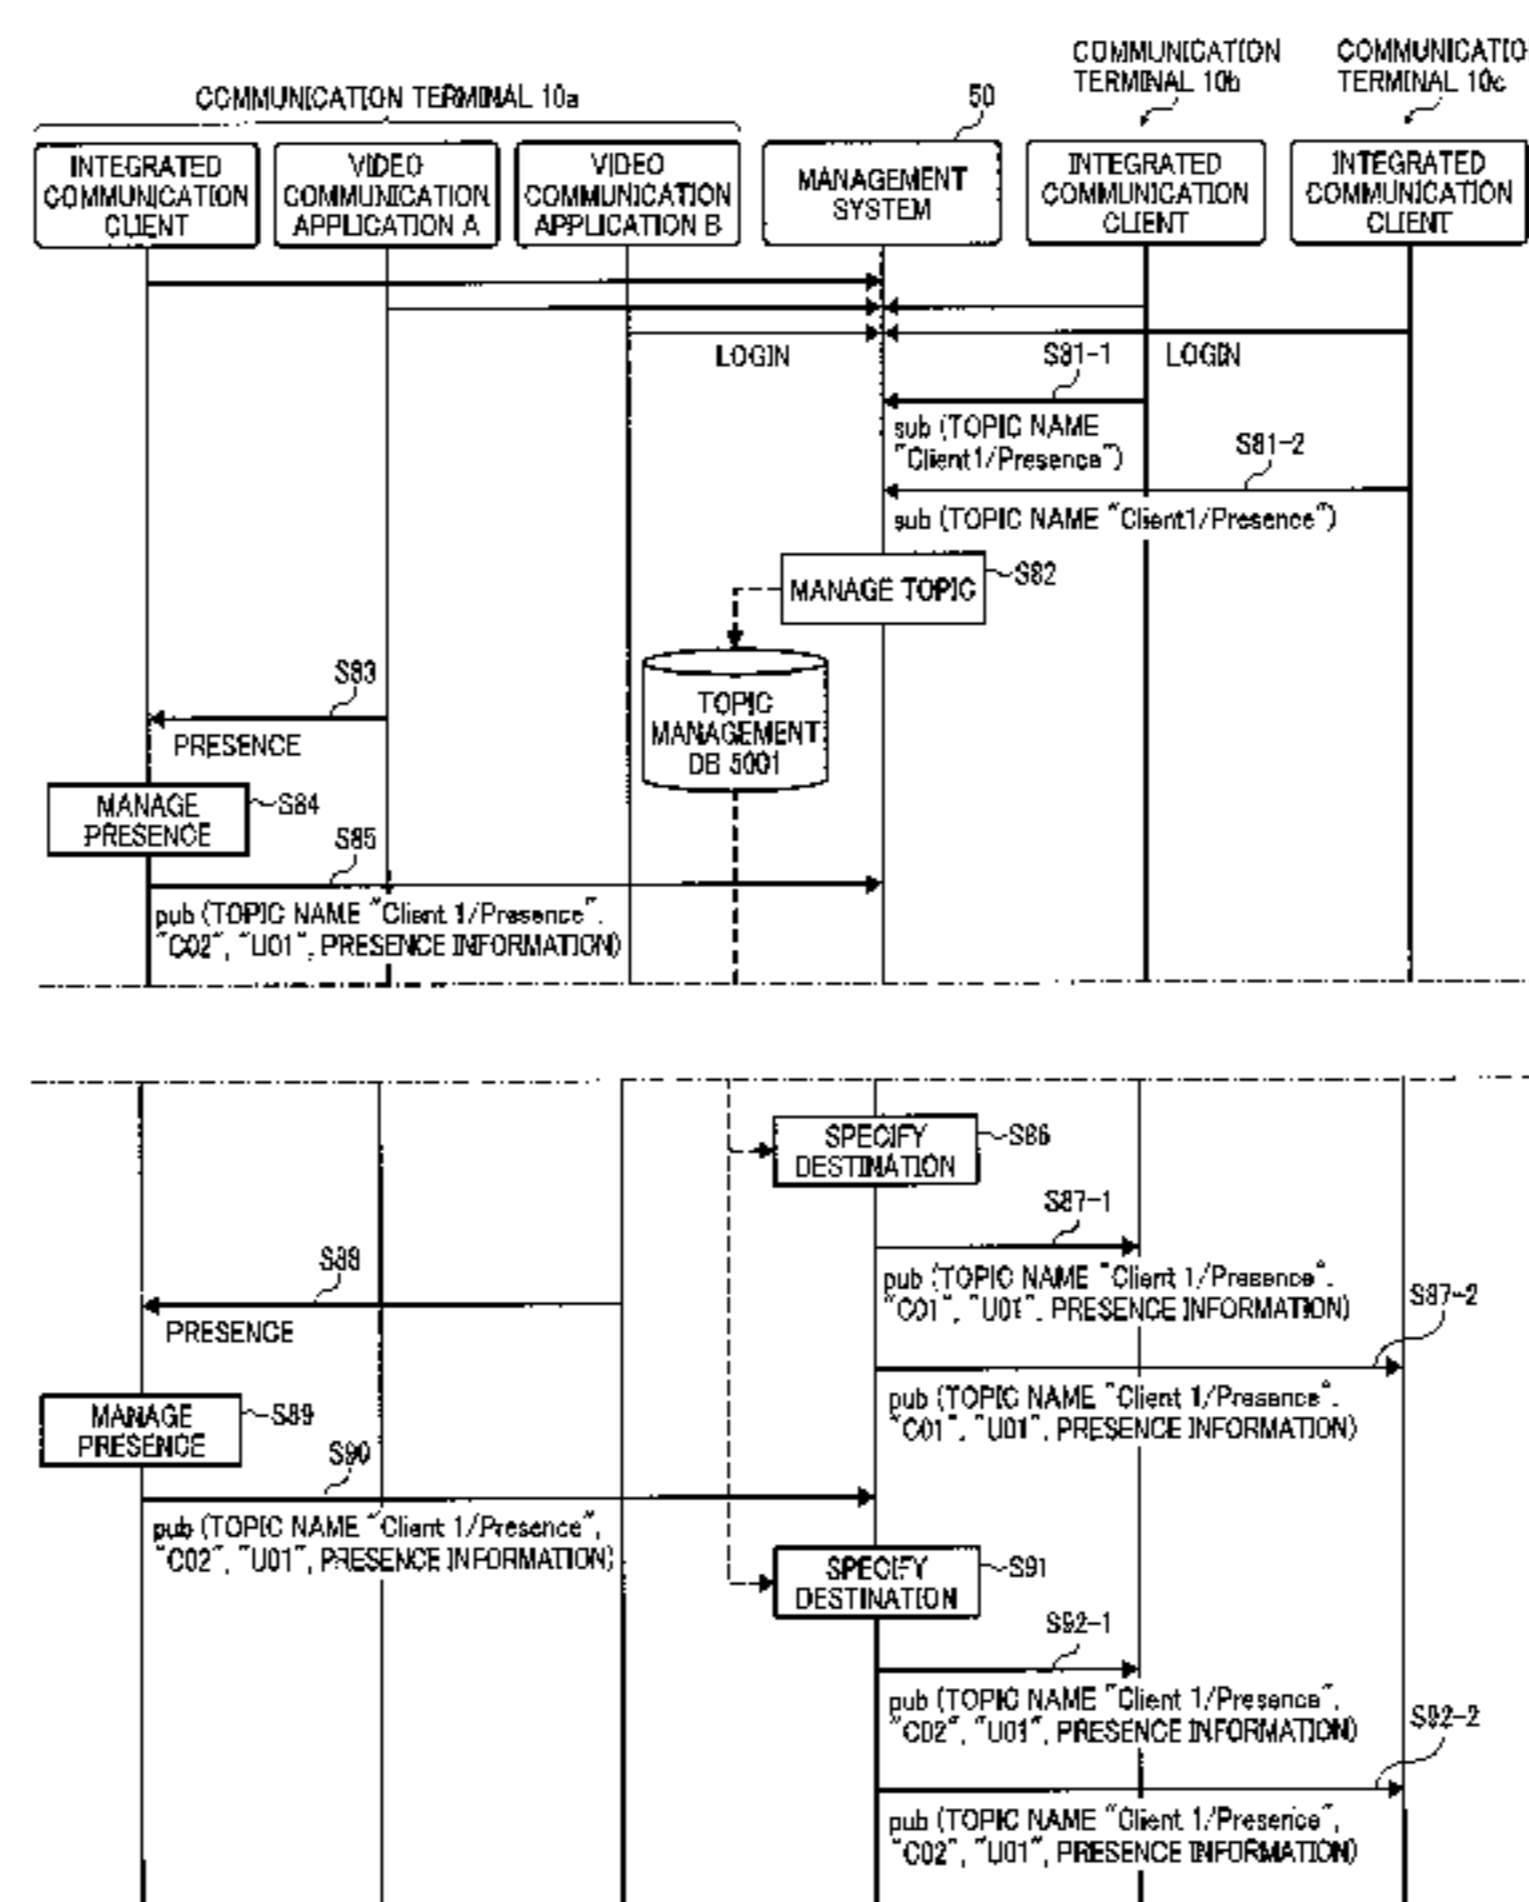 COMMUNICATION TERMINAL 10a
50
COMMUNICATION
TERMINAL 10b
COMMUNICATIO
TERMINAL 10c
INTEGRATED
COMMUNICATION
CLIENT
VIDEO
COMMUNICATION
APPLICATION A
VIDEO
COMMUNICATION
APPLICATION B
MANAGEMENT
SYSTEM
INTEGRATED
COMMUNICATION
CLIENT
INTEGRATED
COMMUNICATION
CLIENT
LOGIN
S81-1
LOGIN
sub (TOPIC NAME
"Client1/Presence")
S81-2
sub (TOPIC NAME "Client1/Presence")
MANAGE TOPIC
S82
TOPIC
MANAGEMENT
DB 5001
S83
PRESENCE
MANAGE
PRESENCE
S84
S85
pub (TOPIC NAME "Client 1/Presence",
"C02", "U01", PRESENCE INFORMATION)
SPECIFY
DESTINATION
S86
S87-1
pub (TOPIC NAME "Client 1/Presence",
"C01", "U01", PRESENCE INFORMATION)
S88
PRESENCE
S87-2
pub (TOPIC NAME "Client 1/Presence",
"C01", "U01", PRESENCE INFORMATION)
MANAGE
PRESENCE
S89
S90
pub (TOPIC NAME "Client 1/Presence",
"C02", "U01", PRESENCE INFORMATION)
SPECIFY
DESTINATION
S91
S92-1
pub (TOPIC NAME "Client 1/Presence",
"C02", "U01", PRESENCE INFORMATION)
S92-2
pub (TOPIC NAME "Client 1/Presence",
"C02", "U01", PRESENCE INFORMATION)